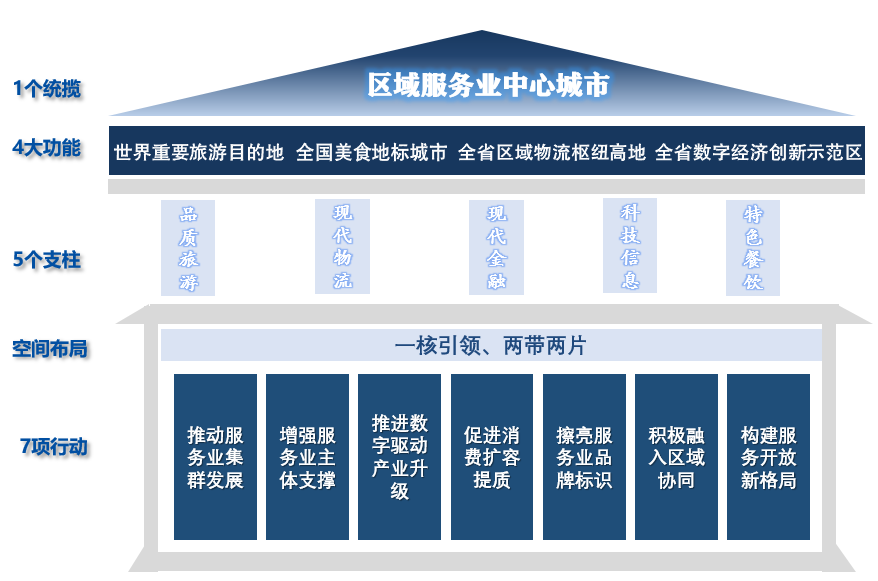 区域服务业中心城市
1个统揽
4大功能
世界重要旅游目的地 全国美食地标城市 全省区域物流枢纽高地 全省数字经济创新示范区
5个支柱
品质旅游
现代物流
现代金融
科技信息
特色餐饮
空间布局
一核引领、两带两片
7项行动
推动服
务业集
群发展
增强服
务业主
体支撑
推进数
字驱动
产业升
级
促进消
费扩容
提质
擦亮服
务业品
牌标识
积极融
入区域
协同
构建服
务开放
新格局